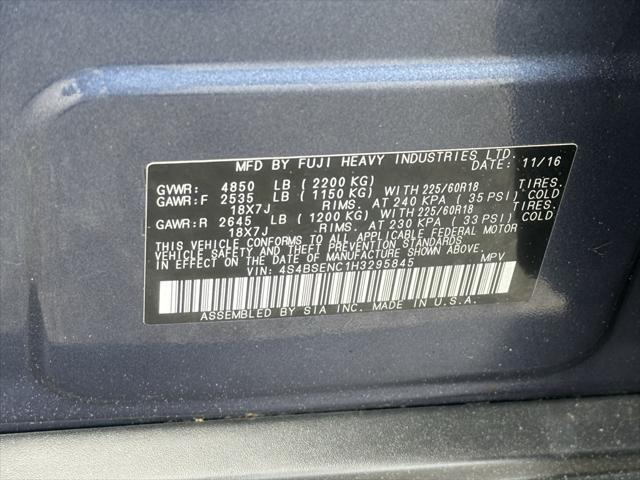 MFD BY FUJI HEAVY INDUSTRIES LTD.
DATE: 11/16
GVWR: 4850 LB (2200 KG)
GAWR:F 2535 LB (1150 KG) WITH 225/60R18 TIRES.
18X7J RIMS. AT 240 KPA (35 PSI) COLD
GAWR:R 2645 LB (1200 KG) WITH 225/60R18 TIRES.
18X7J RIMS. AT 230 KPA (33 PSI) COLD
THIS VEHICLE CONFORMS TO ALL APPLICABLE FEDERAL MOTOR
VEHICLE SAFETY AND THEFT PREVENTION STANDARDS
IN EFFECT ON THE DATE OF MANUFACTURE SHOWN ABOVE.
VIN: 4S4BSENC1H3295845 MPV
ASSEMBLED BY SIA INC. MADE IN U.S.A.